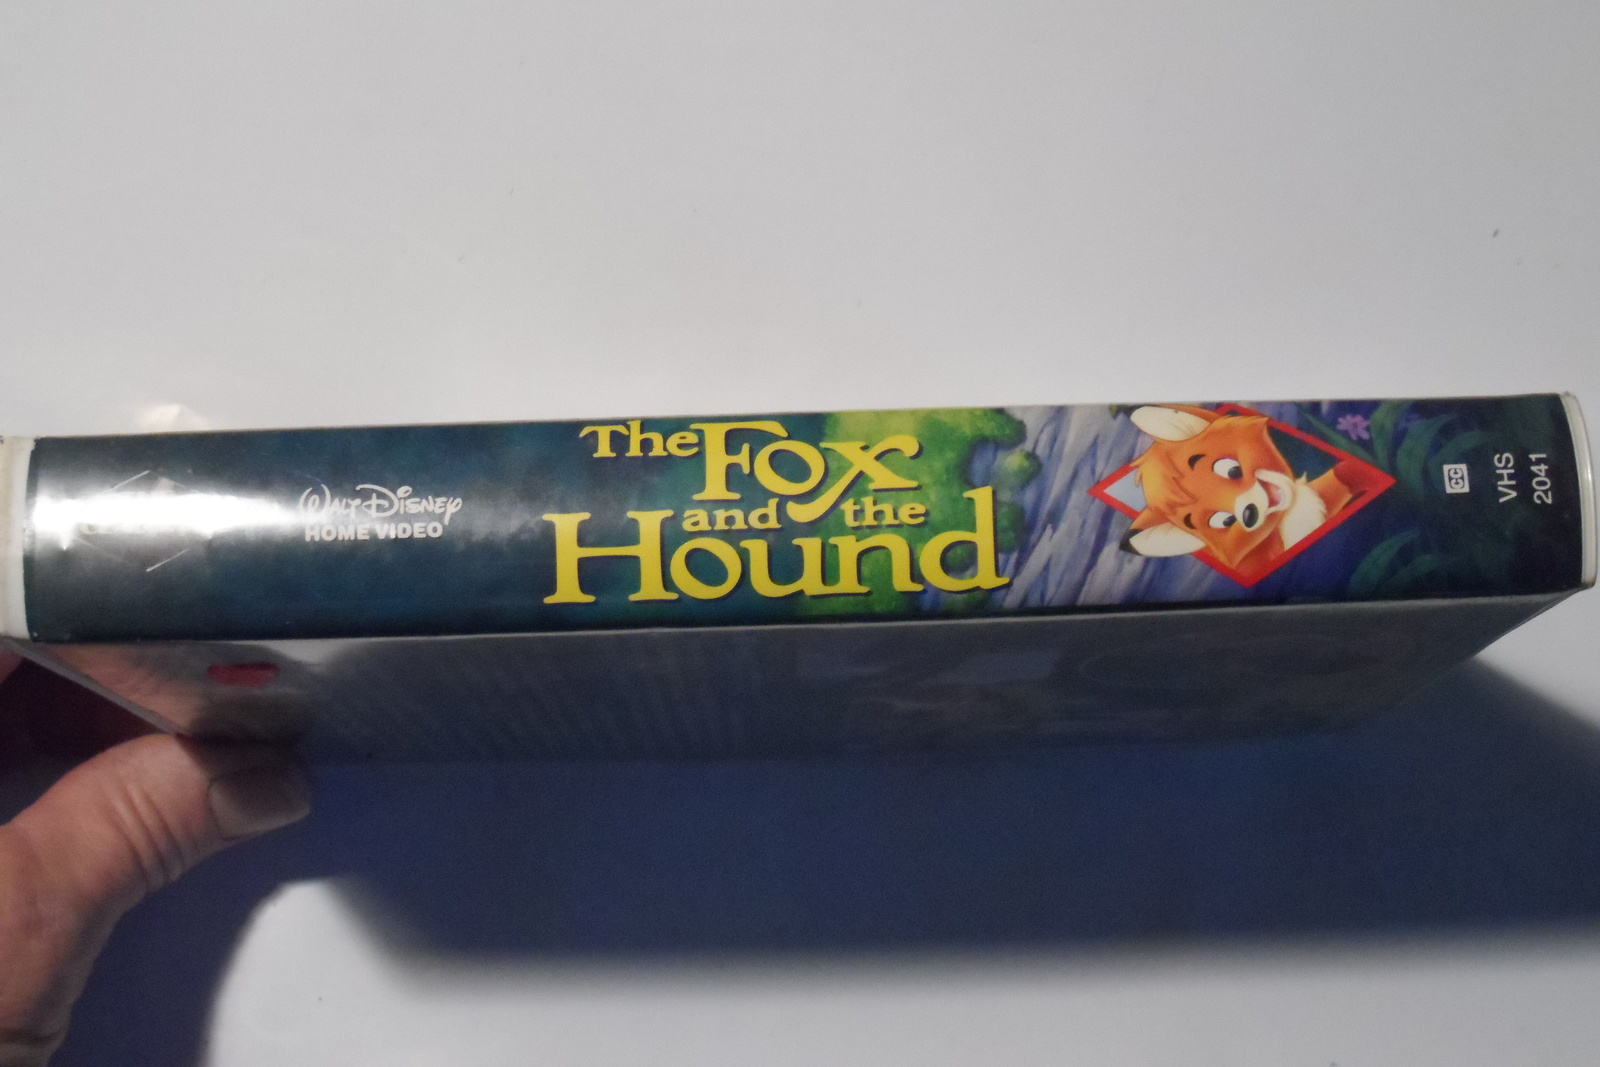 WALT DISNEY
HOME VIDEO
The Fox
and the
Hound
CC
VHS
2041